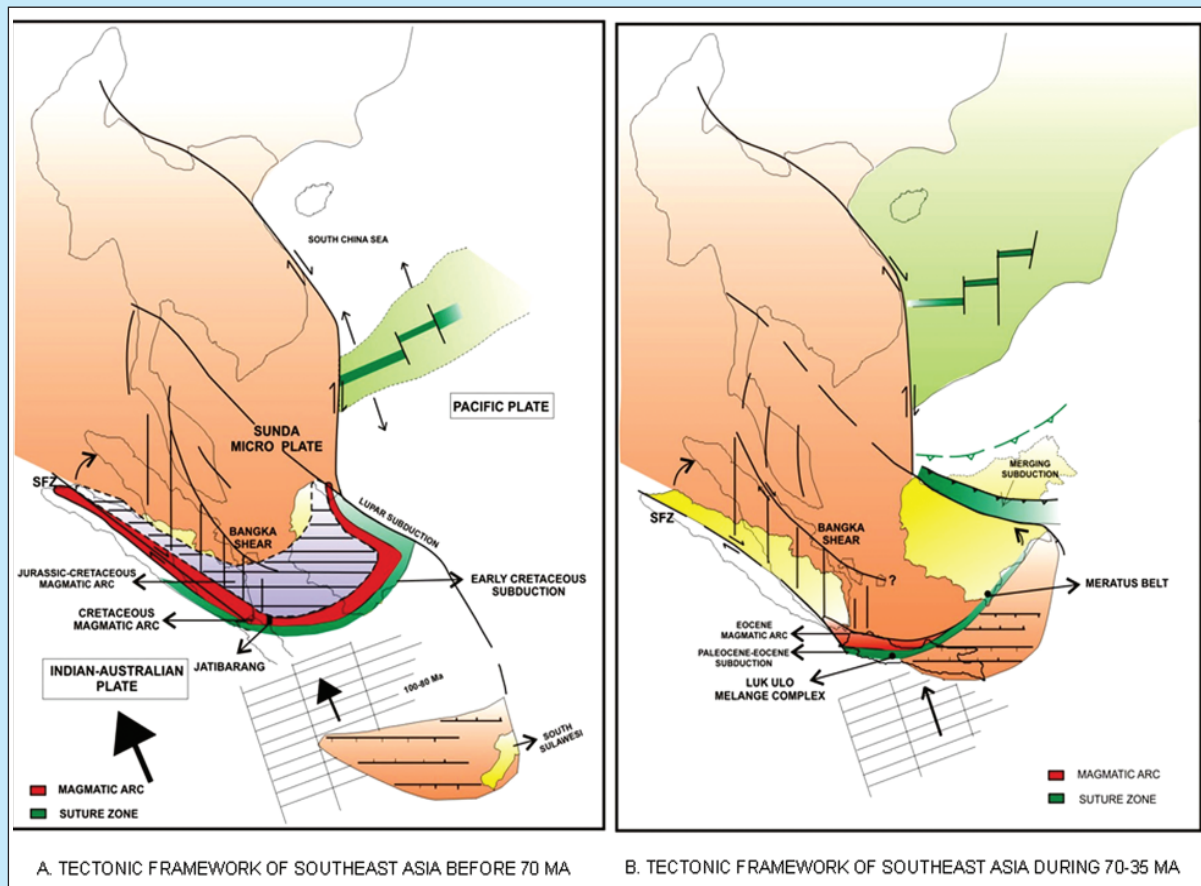 SOUTH CHINA SEA
PACIFIC PLATE
SUNDA
MICRO PLATE
SFZ
LUPAR SUBDUCTION
BANGKA
SHEAR
JURASSIC-CRETACEOUS
MAGMATIC ARC
EARLY CRETACEOUS
SUBDUCTION
CRETACEOUS
MAGMATIC ARC
JATIBARANG
INDIAN-AUSTRALIAN
PLATE
100-80 Ma
SOUTH
SULAWESI
MAGMATIC ARC
SUTURE ZONE
A. TECTONIC FRAMEWORK OF SOUTHEAST ASIA BEFORE 70 MA
MERGING
SUBDUCTION
SFZ
BANGKA
SHEAR
?
MERATUS BELT
EOCENE
MAGMATIC ARC
PALEOCENE-EOCENE
SUBDUCTION
LUK ULO
MELANGE COMPLEX
MAGMATIC ARC
SUTURE ZONE
B. TECTONIC FRAMEWORK OF SOUTHEAST ASIA DURING 70-35 MA